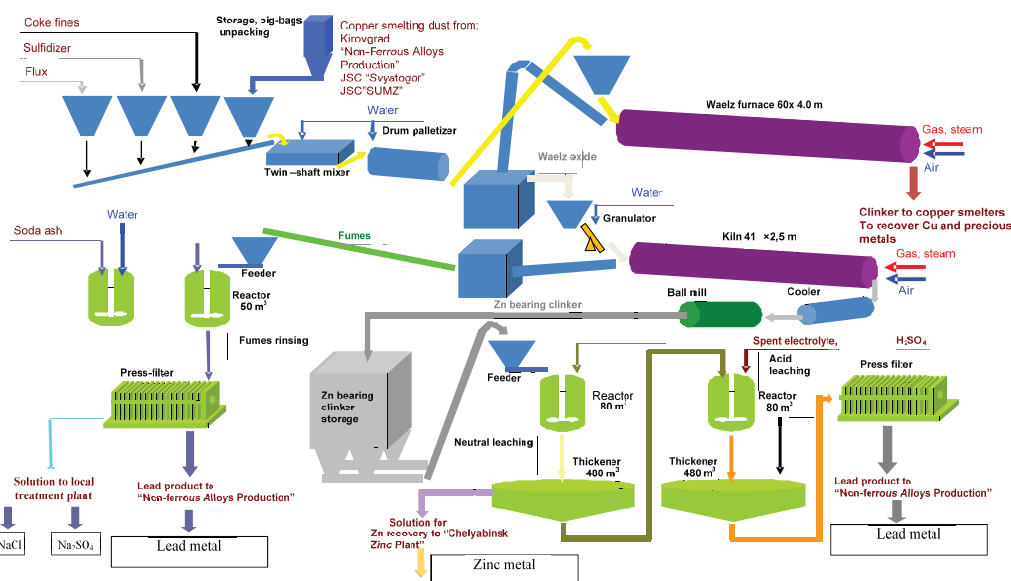 Coke fines
Sulfidizer
Flux
Storage, big-bags
unpacking
Copper smelting dust from:
Kirovgrad
“Non-Ferrous Alloys
Production”
JSC “Svyatogor”
JSC”SUMZ”
Water
Drum palletizer
Twin –shaft mixer
Waelz furnace 60x 4.0 m
Gas, steam
Air
Clinker to copper smelters
To recover Cu and precious
metals
Waelz oxide
Water
Granulator
Kiln 41 ×2,5 m
Gas, steam
Air
Soda ash
Water
Fumes
Feeder
Reactor
50 m³
Fumes rinsing
Press-filter
Solution to local
treatment plant
NaCl
Na₂SO₄
Lead product to
“Non-ferrous Alloys Production”
Lead metal
Zn bearing clinker
Ball mill
Cooler
Zn bearing
clinker
storage
Feeder
Reactor
80 m³
Neutral leaching
Thickener
400 m³
Spent electrolyte,
H₂SO₄
Acid
leaching
Reactor
80 m³
Thickener
480 m³
Press filter
Lead product to
“Non-ferrous Alloys Production”
Lead metal
Solution for
Zn recovery to “Chelyabinsk
Zinc Plant”
Zinc metal